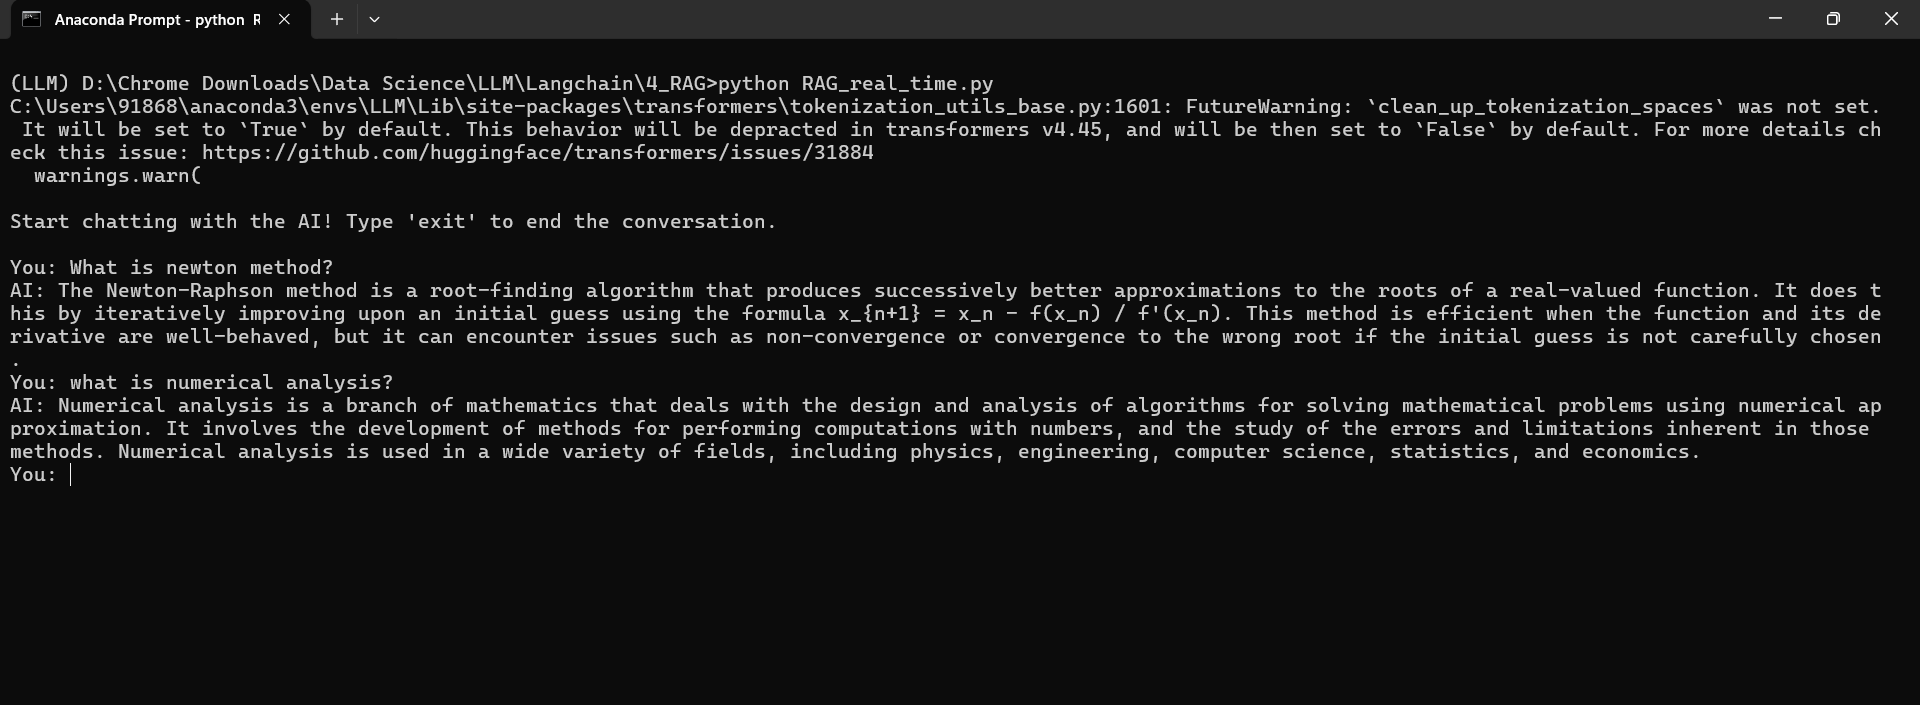 Anaconda Prompt - python R
(LLM) D:\Chrome Downloads\Data Science\LLM\Langchain\4_RAG>python RAG_real_time.py
C:\Users\91868\anaconda3\envs\LLM\Lib\site-packages\transformers\tokenization_utils_base.py:1601: FutureWarning: `clean_up_tokenization_spaces` was not set.
 It will be set to `True` by default. This behavior will be depracted in transformers v4.45, and will be then set to `False` by default. For more details ch
eck this issue: https://github.com/huggingface/transformers/issues/31884
  warnings.warn(
Start chatting with the AI! Type 'exit' to end the conversation.
You: What is newton method?
AI: The Newton-Raphson method is a root-finding algorithm that produces successively better approximations to the roots of a real-valued function. It does t
his by iteratively improving upon an initial guess using the formula x_{n+1} = x_n - f(x_n) / f'(x_n). This method is efficient when the function and its de
rivative are well-behaved, but it can encounter issues such as non-convergence or convergence to the wrong root if the initial guess is not carefully chosen
.
You: what is numerical analysis?
AI: Numerical analysis is a branch of mathematics that deals with the design and analysis of algorithms for solving mathematical problems using numerical ap
proximation. It involves the development of methods for performing computations with numbers, and the study of the errors and limitations inherent in those
methods. Numerical analysis is used in a wide variety of fields, including physics, engineering, computer science, statistics, and economics.
You: